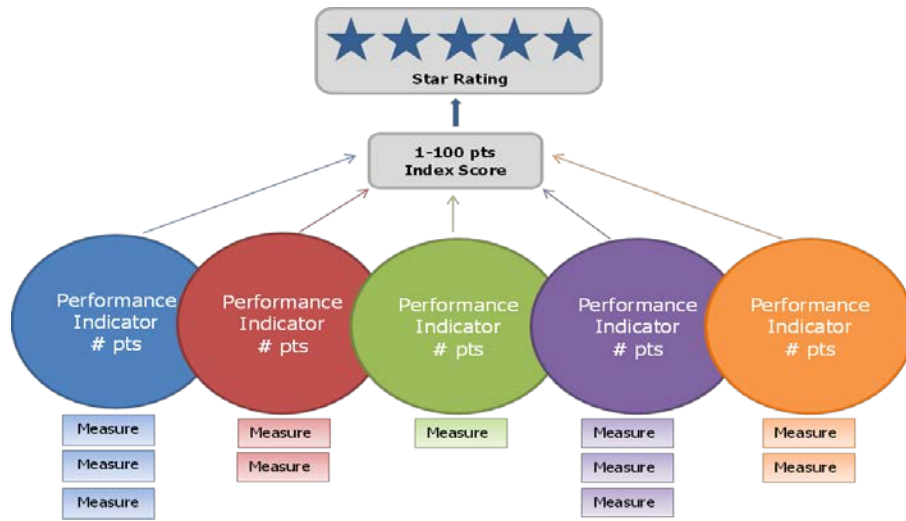 Star Rating
1-100 pts
Index Score
Performance
Indicator
# pts
Performance
Indicator
# pts
Performance
Indicator
# pts
Performance
Indicator
# pts
Performance
Indicator
# pts
Measure
Measure
Measure
Measure
Measure
Measure
Measure
Measure
Measure
Measure
Measure